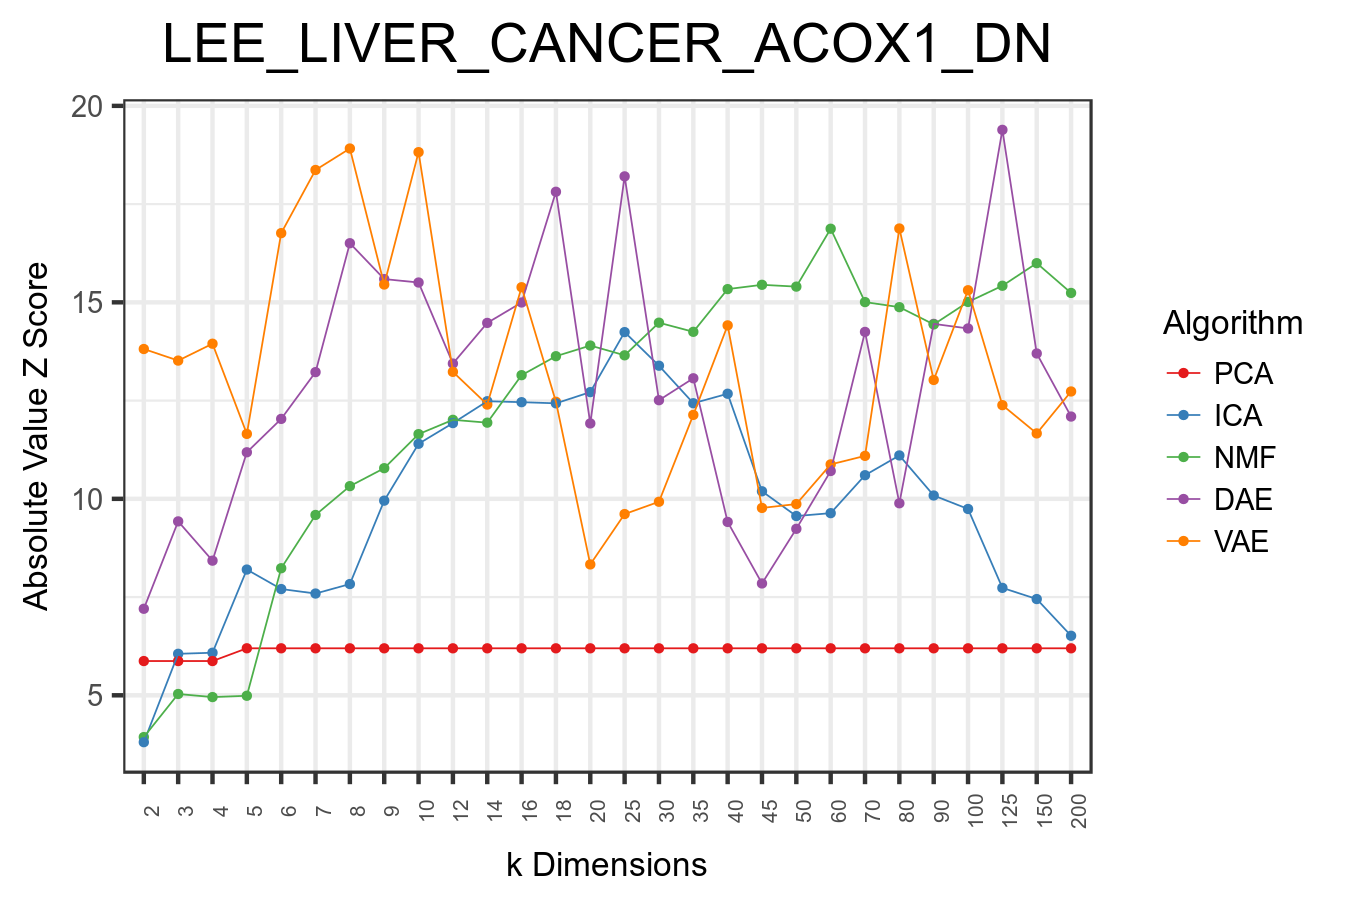 LEE_LIVER_CANCER_ACOX1_DN
Absolute Value Z Score
20
15
10
5
2 3 4 5 6 7 8 9 10 12 14 16 18 20 25 30 35 40 45 50 60 70 80 90 100 125 150 200
k Dimensions
Algorithm
PCA
ICA
NMF
DAE
VAE